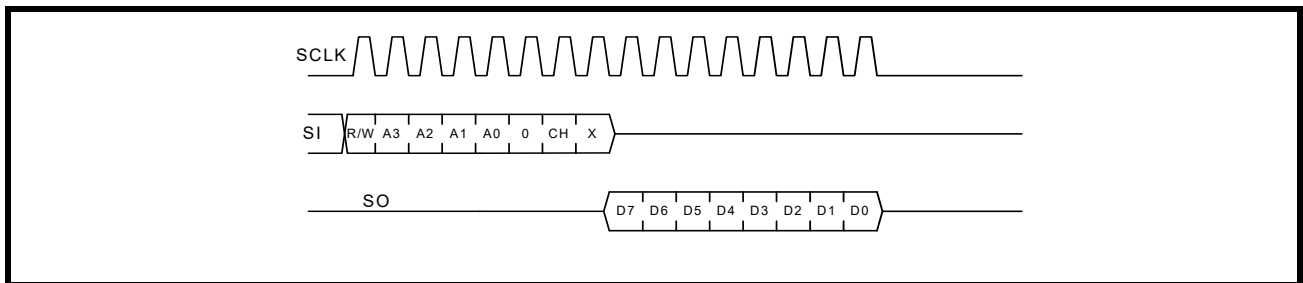 SCLK
SI R/W A3 A2 A1 A0 0 CH X
SO
D7 D6 D5 D4 D3 D2 D1 D0